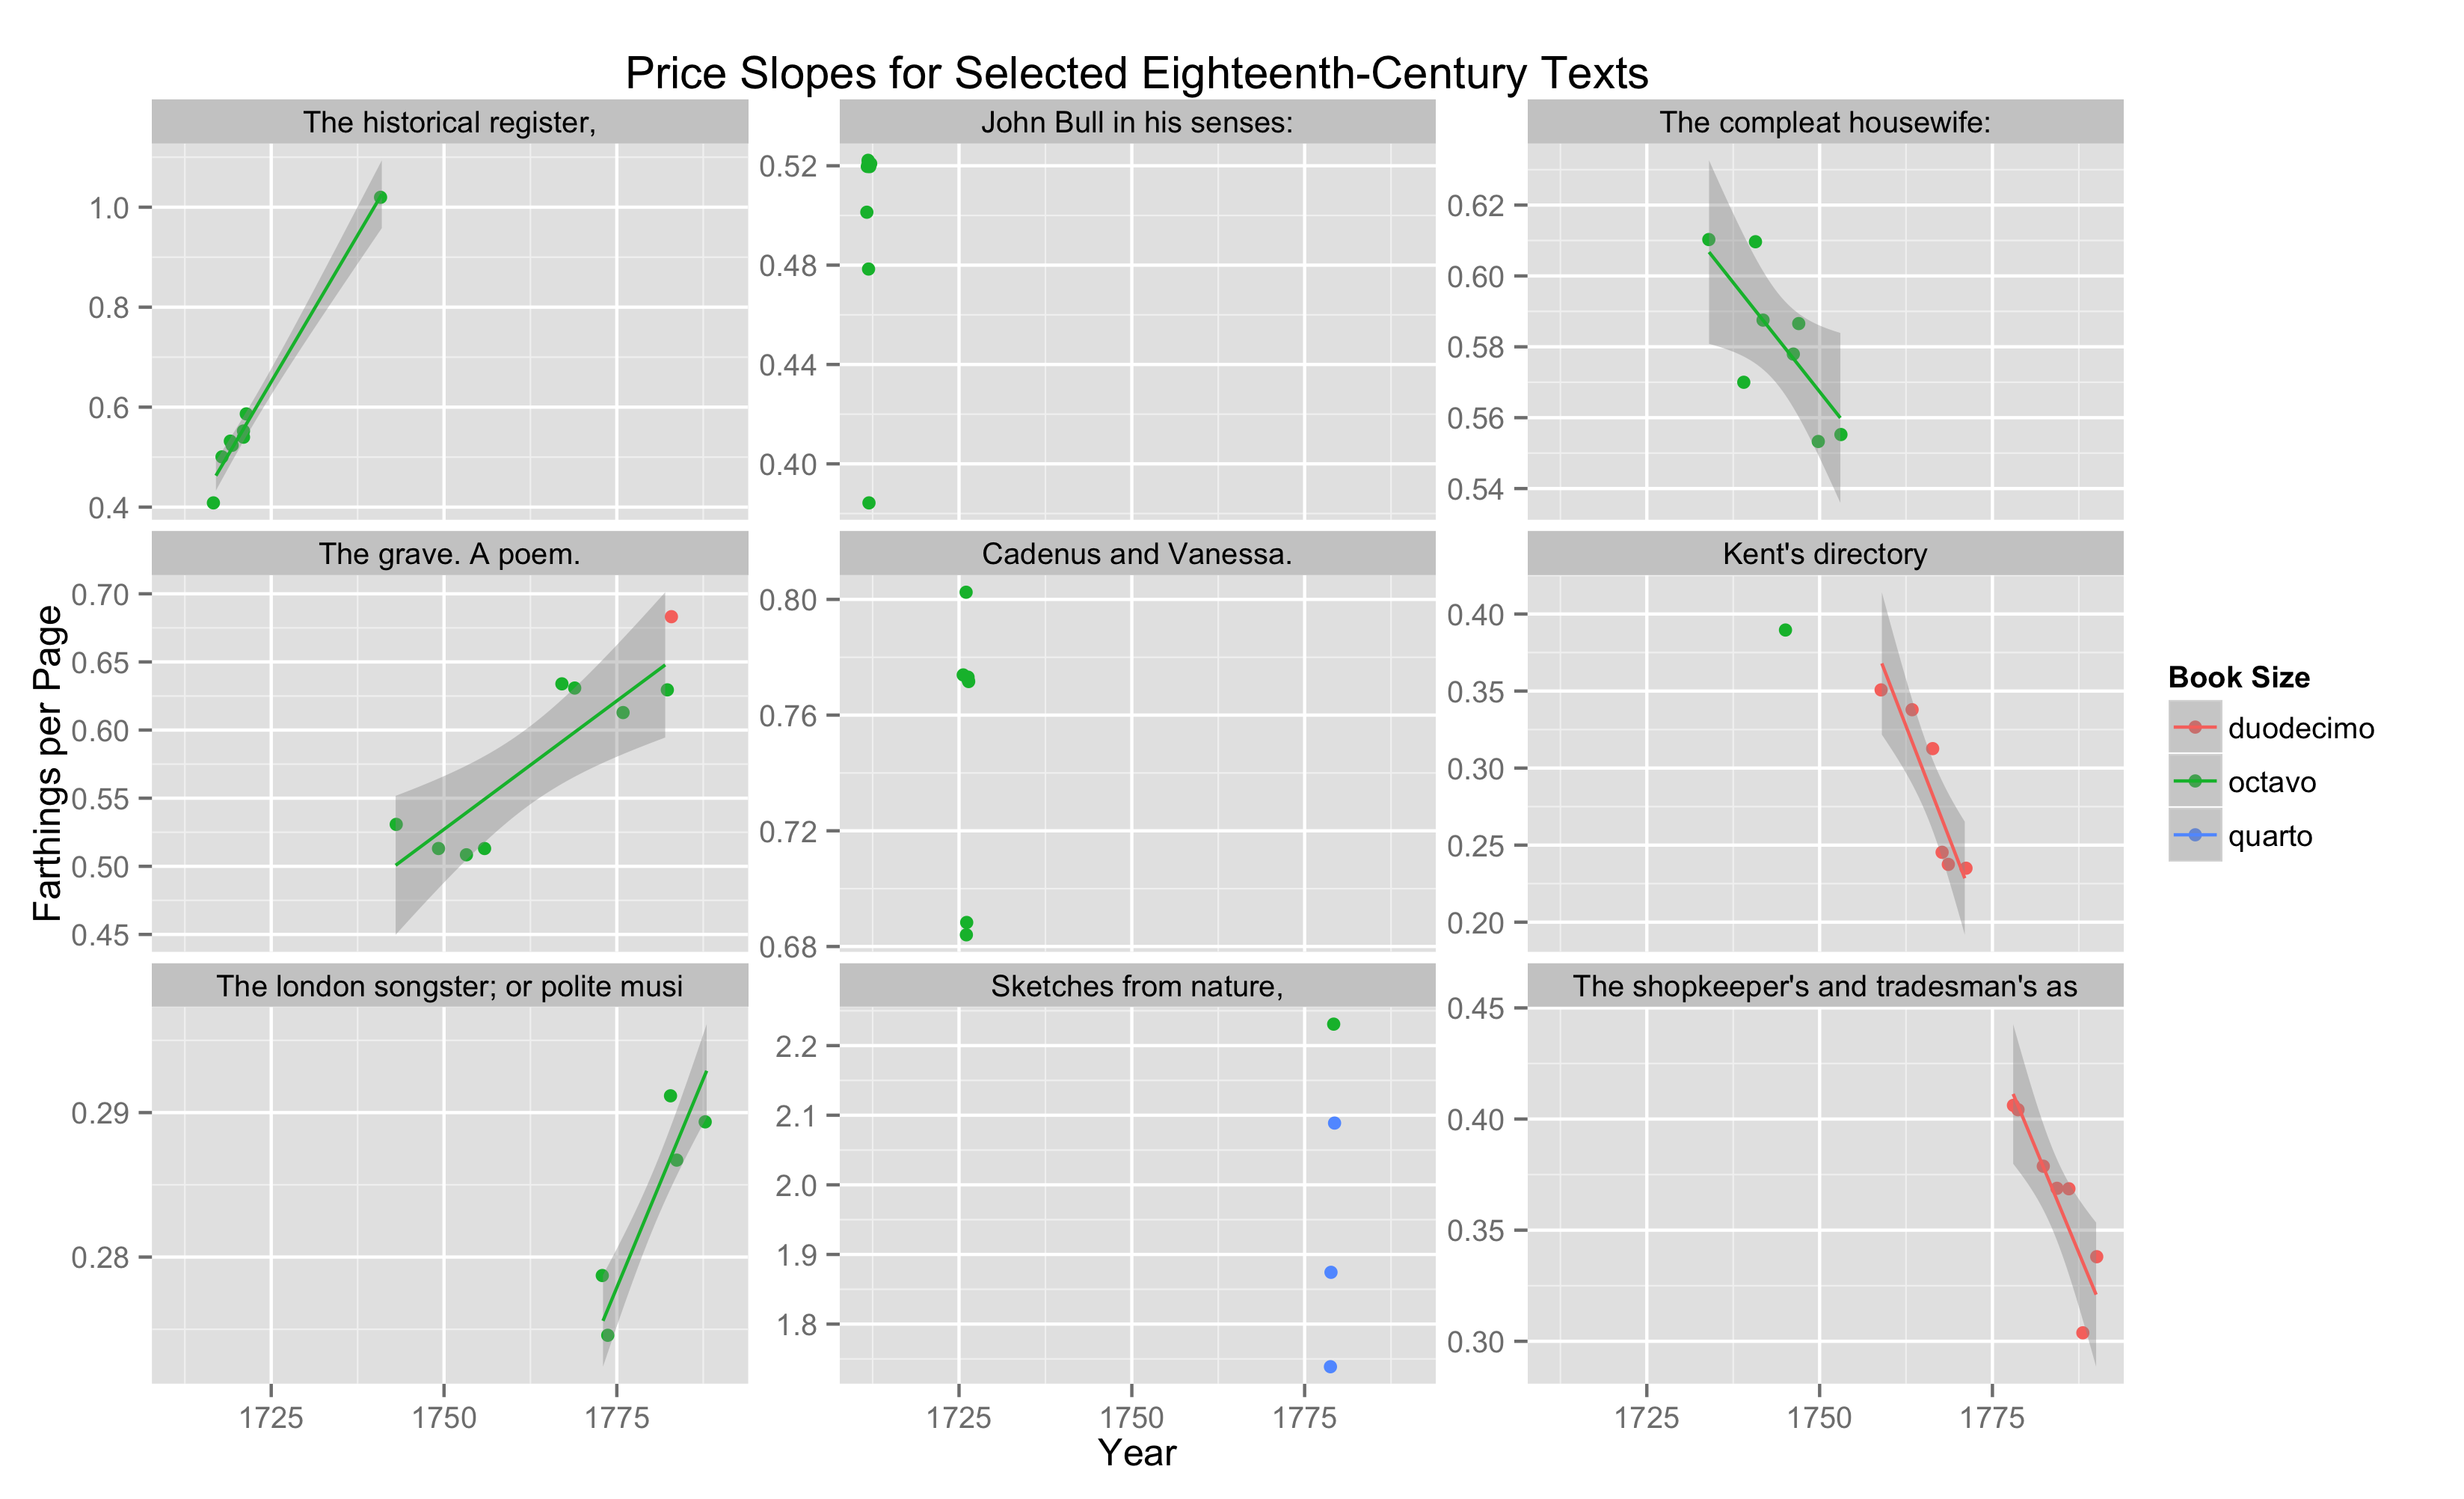 Price Slopes for Selected Eighteenth-Century Texts
The historical register,
John Bull in his senses:
The compleat housewife:
1.0
0.8
0.6
0.4
0.52
0.48
0.44
0.40
0.62
0.60
0.58
0.56
0.54
The grave. A poem.
Cadenus and Vanessa.
Kent's directory
Farthings per Page
0.70
0.65
0.60
0.55
0.50
0.45
0.80
0.76
0.72
0.68
0.40
0.35
0.30
0.25
0.20
Book Size
duodecimo
octavo
quarto
The london songster; or polite musi
Sketches from nature,
The shopkeeper's and tradesman's as
0.29
0.28
2.2
2.1
2.0
1.9
1.8
0.45
0.40
0.35
0.30
1725 1750 1775
1725 1750 1775
1725 1750 1775
Year